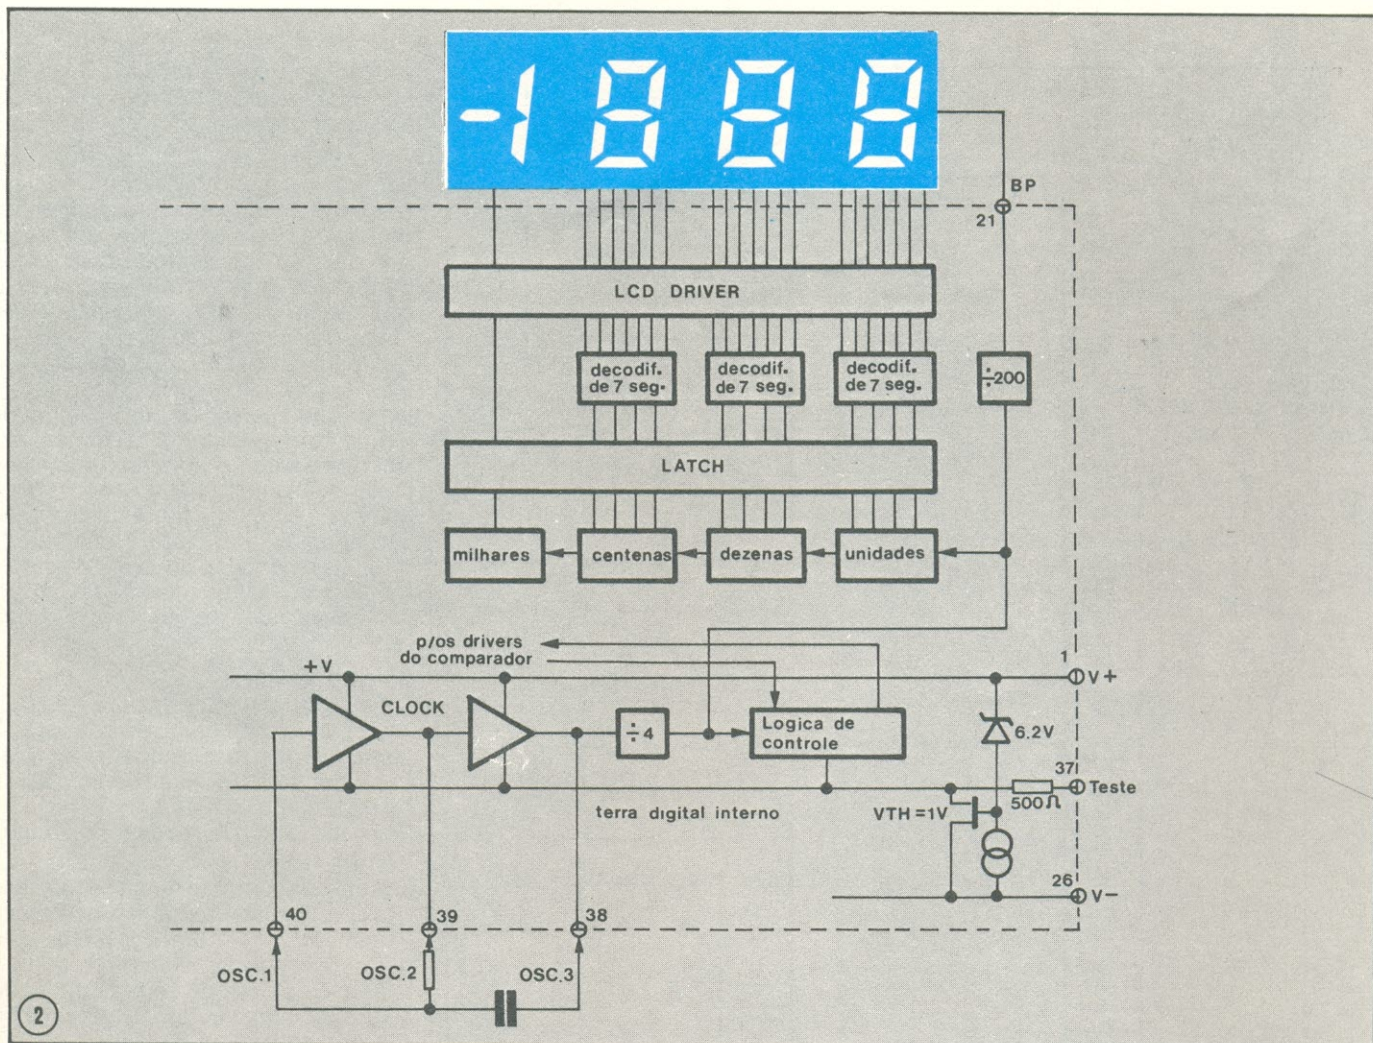 -1888
BP
21
LCD DRIVER
decodif. de 7 seg.
decodif. de 7 seg.
decodif. de 7 seg.
÷200
LATCH
milhares
centenas
dezenas
unidades
p/os drivers
do comparador
+V
CLOCK
÷4
Logica de
controle
1
V+
6.2V
37
Teste
500Ω
terra digital interno
VTH=1V
26
V-
40
39
38
OSC.1
OSC.2
OSC.3
2